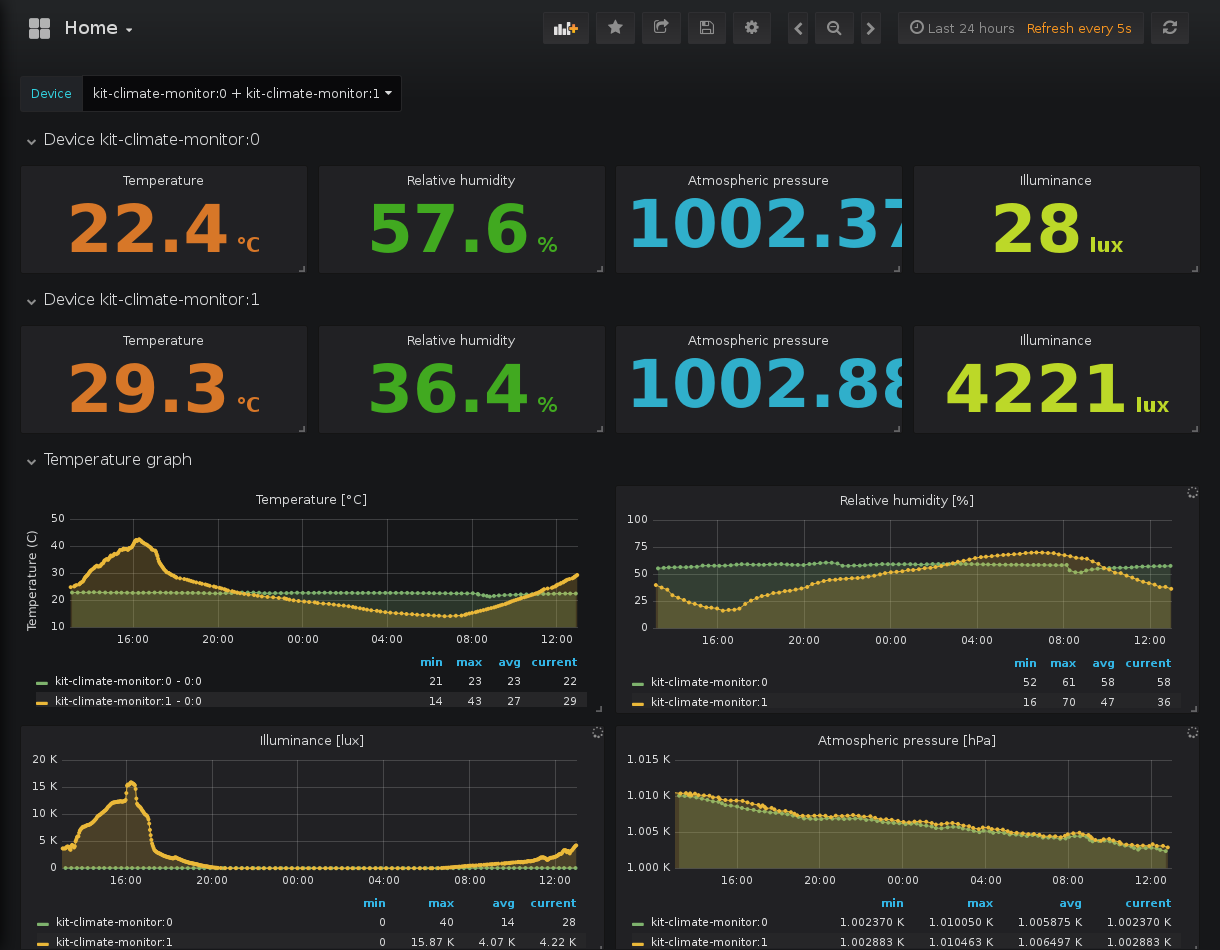 Home
Last 24 hours Refresh every 5s
Device kit-climate-monitor:0 + kit-climate-monitor:1
Device kit-climate-monitor:0
Temperature Relative humidity Atmospheric pressure Illuminance
22.4 °C 57.6 % 1002.37 28 lux
Device kit-climate-monitor:1
Temperature Relative humidity Atmospheric pressure Illuminance
29.3 °C 36.4 % 1002.88 4221 lux
Temperature graph
Temperature [°C]
Temperature (C)
50
40
30
20
10
16:00 20:00 00:00 04:00 08:00 12:00
min max avg current
kit-climate-monitor:0 - 0:0 21 23 23 22
kit-climate-monitor:1 - 0:0 14 43 27 29
Relative humidity [%]
100
75
50
25
0
16:00 20:00 00:00 04:00 08:00 12:00
min max avg current
kit-climate-monitor:0 52 61 58 58
kit-climate-monitor:1 16 70 47 36
Illuminance [lux]
20 K
15 K
10 K
5 K
0
16:00 20:00 00:00 04:00 08:00 12:00
min max avg current
kit-climate-monitor:0 0 40 14 28
kit-climate-monitor:1 0 15.87 K 4.07 K 4.22 K
Atmospheric pressure [hPa]
1.015 K
1.010 K
1.005 K
1.000 K
16:00 20:00 00:00 04:00 08:00 12:00
min max avg current
kit-climate-monitor:0 1.002370 K 1.010050 K 1.005875 K 1.002370 K
kit-climate-monitor:1 1.002883 K 1.010463 K 1.006497 K 1.002883 K